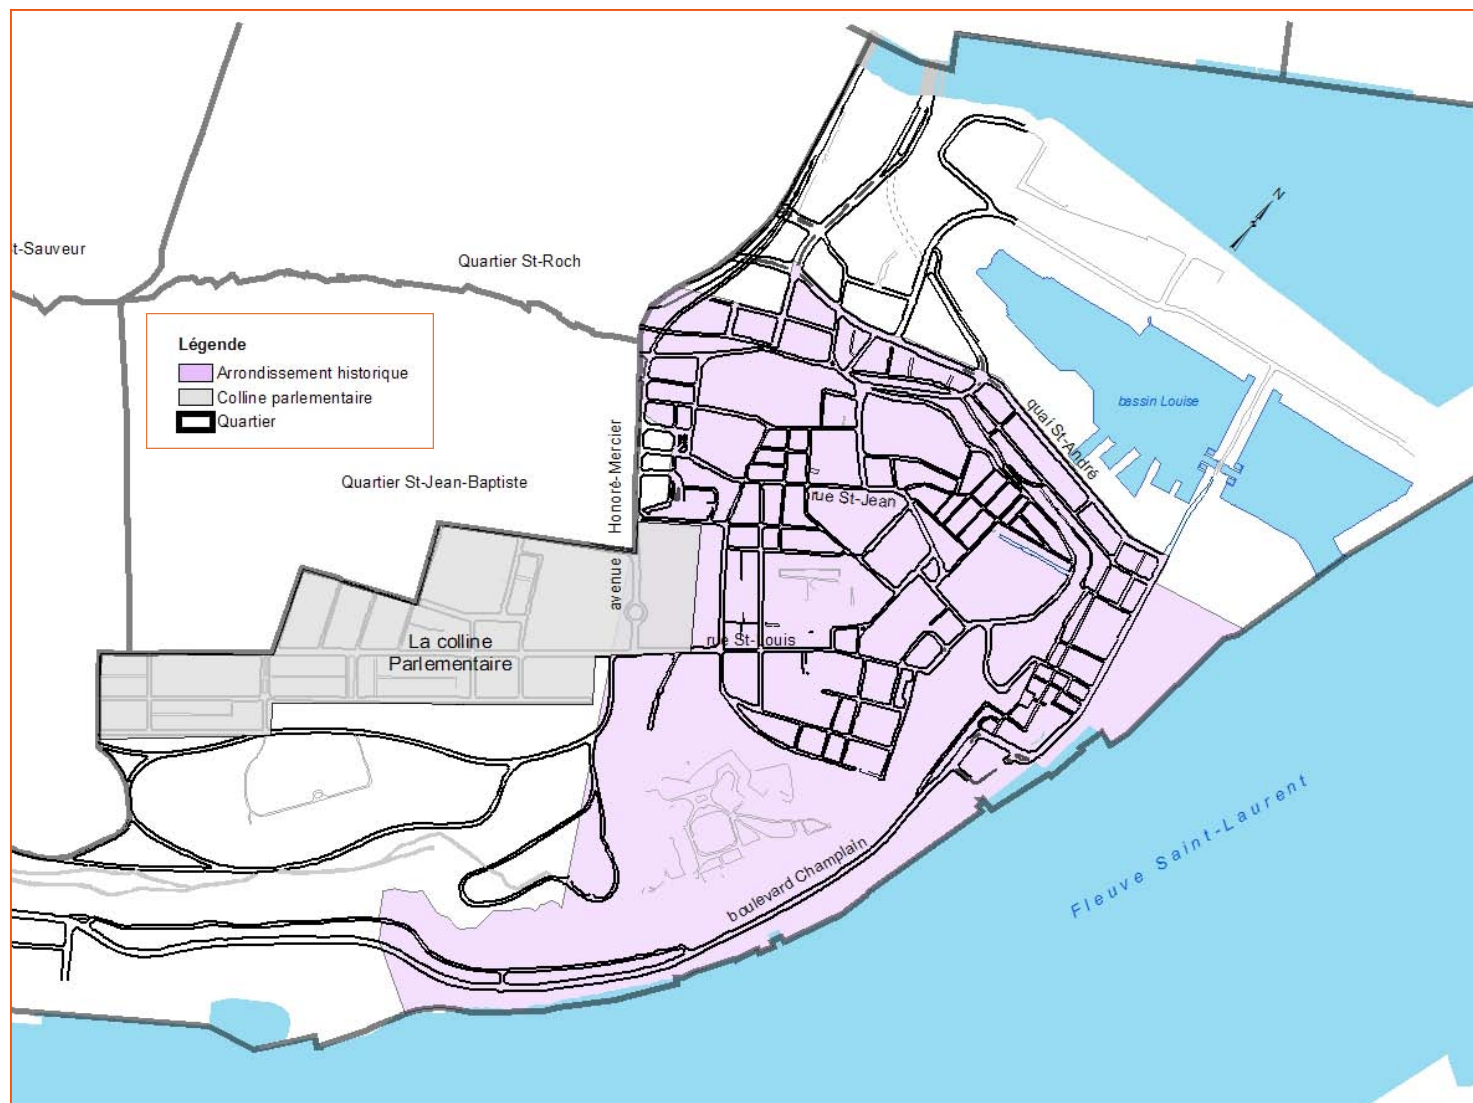 N
t-Sauveur
Quartier St-Roch
Légende
Arrondissement historique
Colline parlementaire
Quartier
quai St-André
bassin Louise
avenue Honoré-Mercier
Quartier St-Jean-Baptiste
rue St-Jean
La colline
Parlementaire
rue St-Louis
boulevard Champlain
Fleuve Saint-Laurent